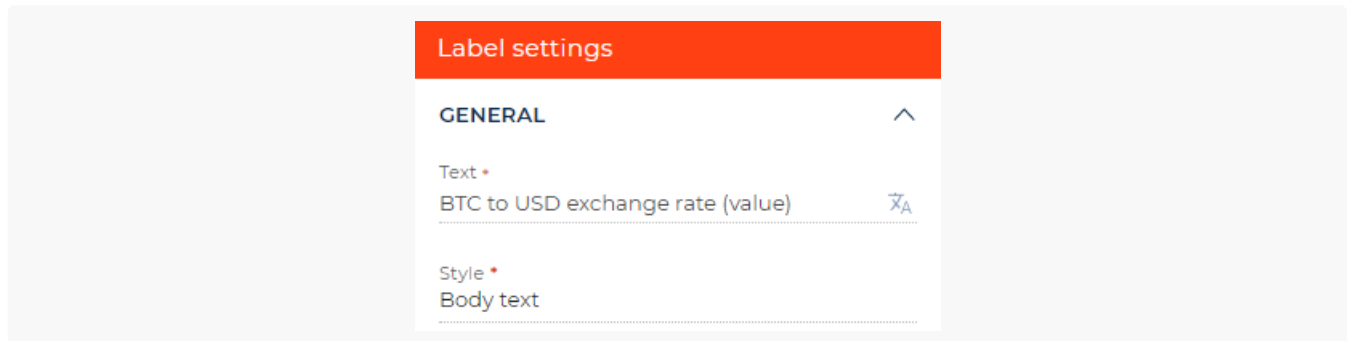 Label settings
GENERAL
Text *
BTC to USD exchange rate (value)
Style *
Body text